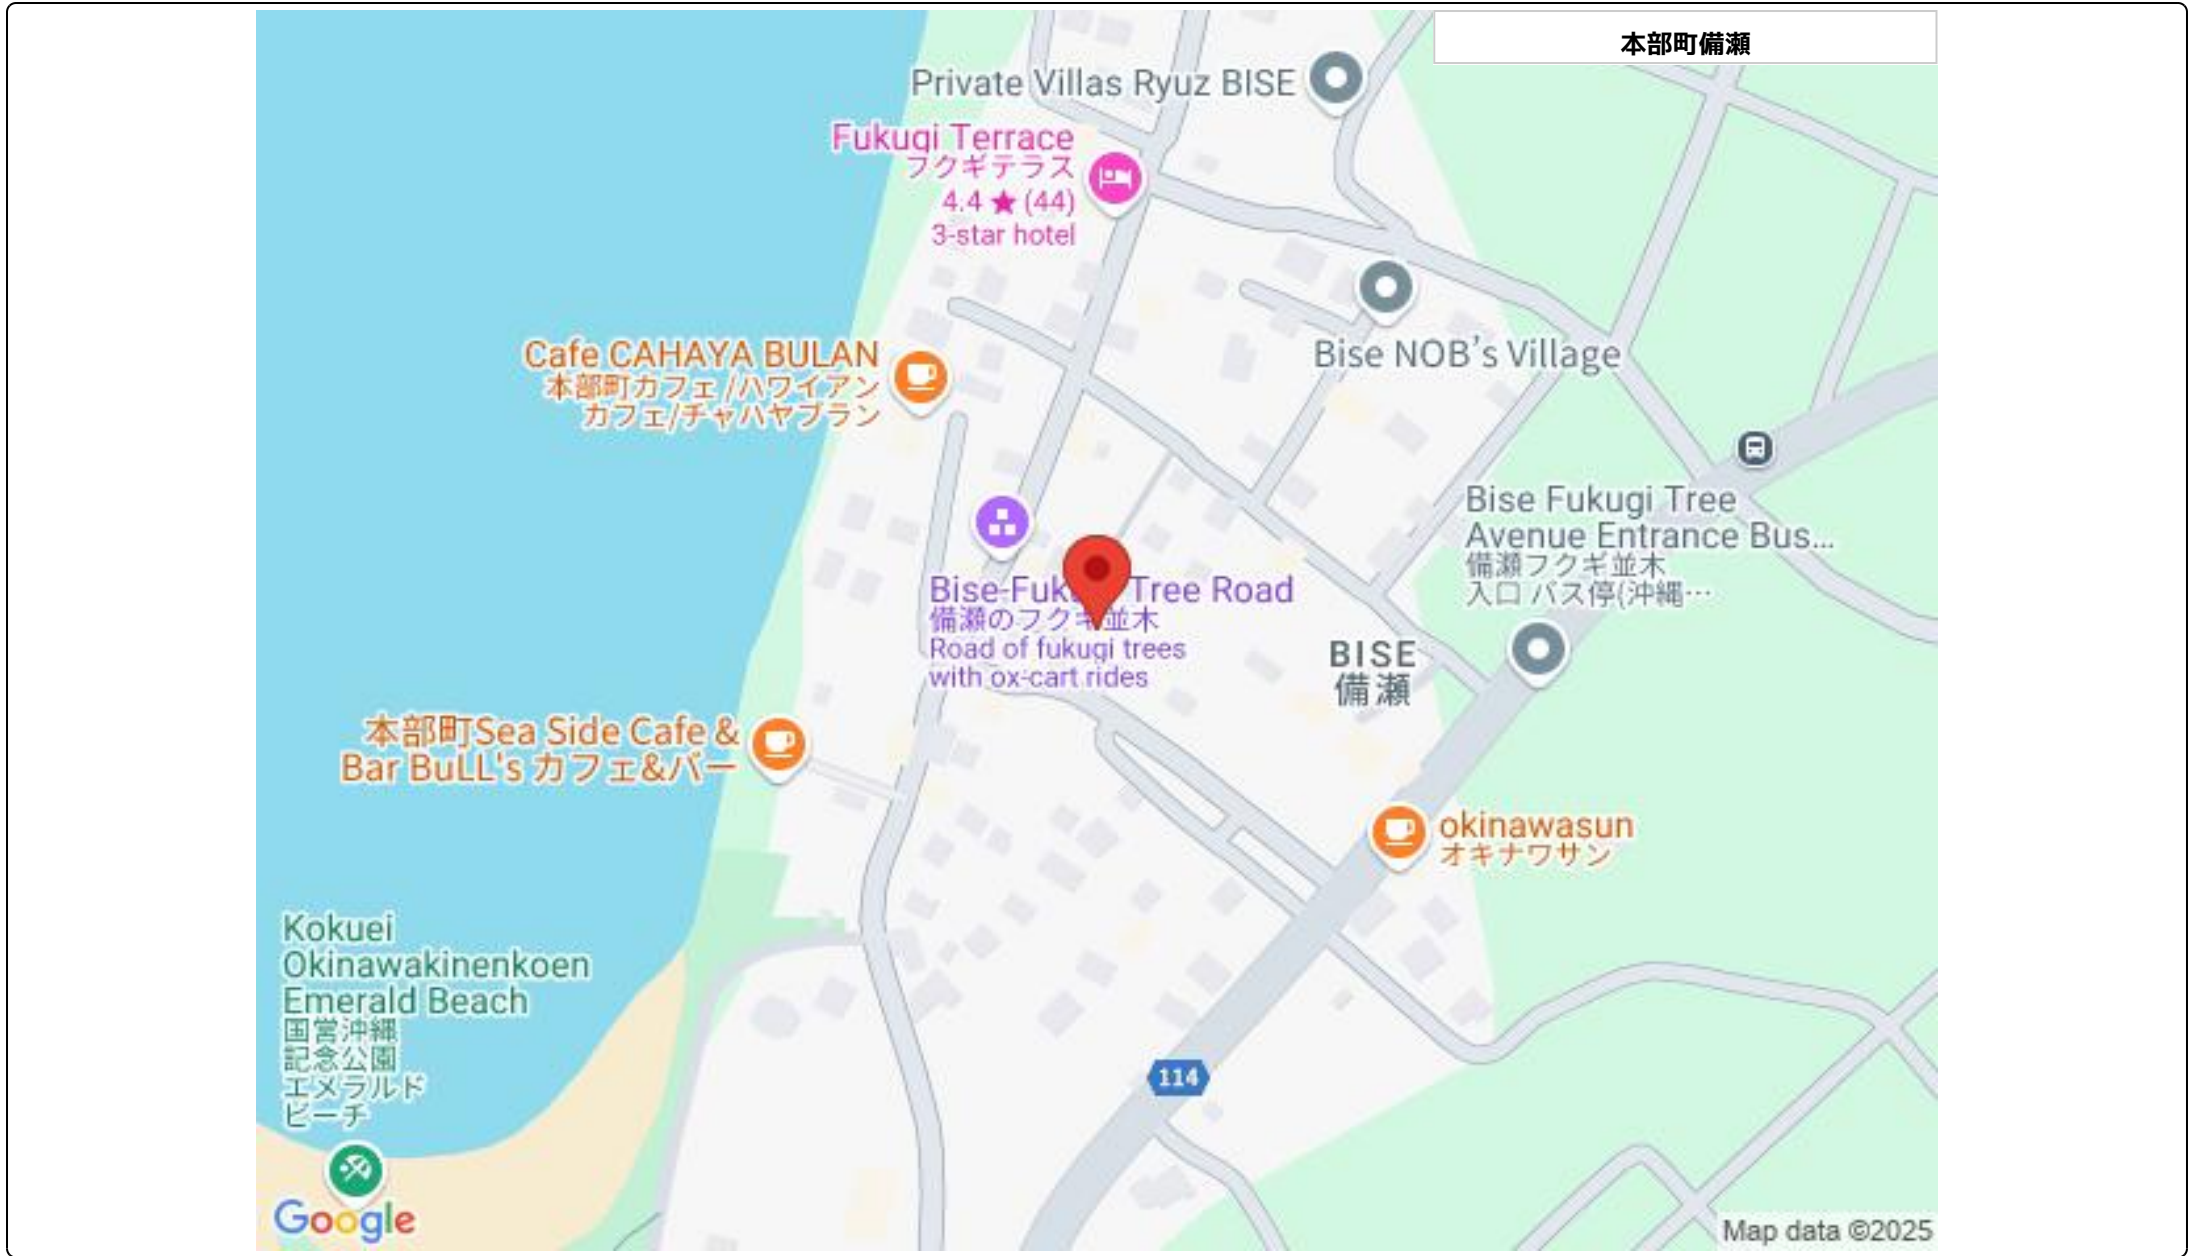 本部町備瀬
Private Villas Ryuz BISE
Fukugi Terrace
フクギテラス
4.4 ★ (44)
3-star hotel
Cafe CAHAYA BULAN
本部町カフェ /ハワイアン
カフェ/チャハヤブラン
Bise NOB's Village
Bise Fukugi Tree
Avenue Entrance Bus...
備瀬フクギ並木
入口 バス停(沖縄…
Tree Road
備瀬のフクギ並木
Road of fukugi trees
with ox-cart rides
BISE
備瀬
本部町Sea Side Cafe &
Bar BuLL's カフェ&バー
okinawasun
オキナワサン
Kokuei
Okinawakinenkoen
Emerald Beach
国営沖縄
記念公園
エメラルド
ビーチ
114
Google
Map data ©2025